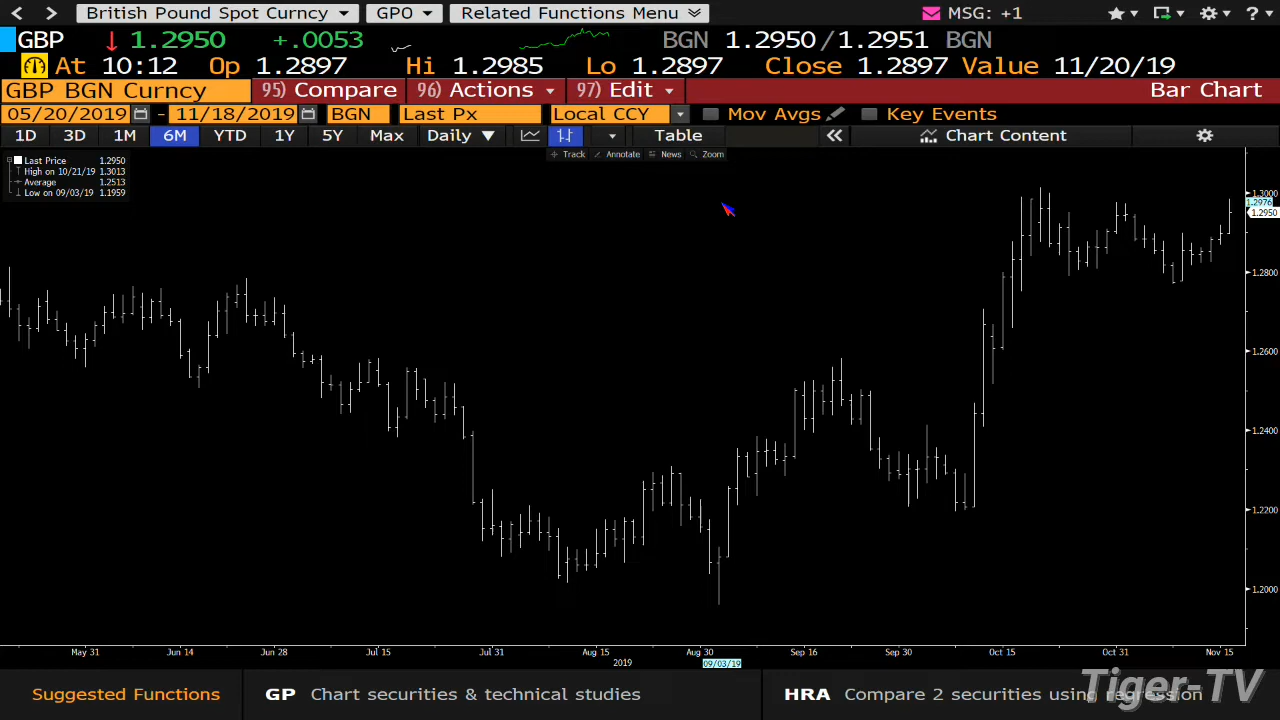 British Pound Spot Curncy GPO Related Functions Menu MSG: +1 ?
GBP ↓ 1.2950 +.0053 BGN 1.2950/1.2951 BGN
At 10:12 Op 1.2897 Hi 1.2985 Lo 1.2897 Close 1.2897 Value 11/20/19
GBP BGN Curncy 95) Compare 96) Actions 97) Edit Bar Chart
05/20/2019 - 11/18/2019 BGN Last Px Local CCY Mov Avgs Key Events
1D 3D 1M 6M YTD 1Y 5Y Max Daily ▼ Table « Chart Content
Track Annotate News Zoom
Last Price 1.2950
High on 10/21/19 1.3013
Average 1.2513
Low on 09/03/19 1.1959
1.3000
1.2976
1.2950
1.2800
1.2600
1.2400
1.2200
1.2000
May 31 Jun 14 Jun 28 Jul 15 Jul 31 Aug 15 Aug 30 Sep 16 Sep 30 Oct 15 Oct 31 Nov 15
2019 09/03/19
Suggested Functions GP Chart securities & technical studies HRA Compare 2 securities using regression
Tiger-TV